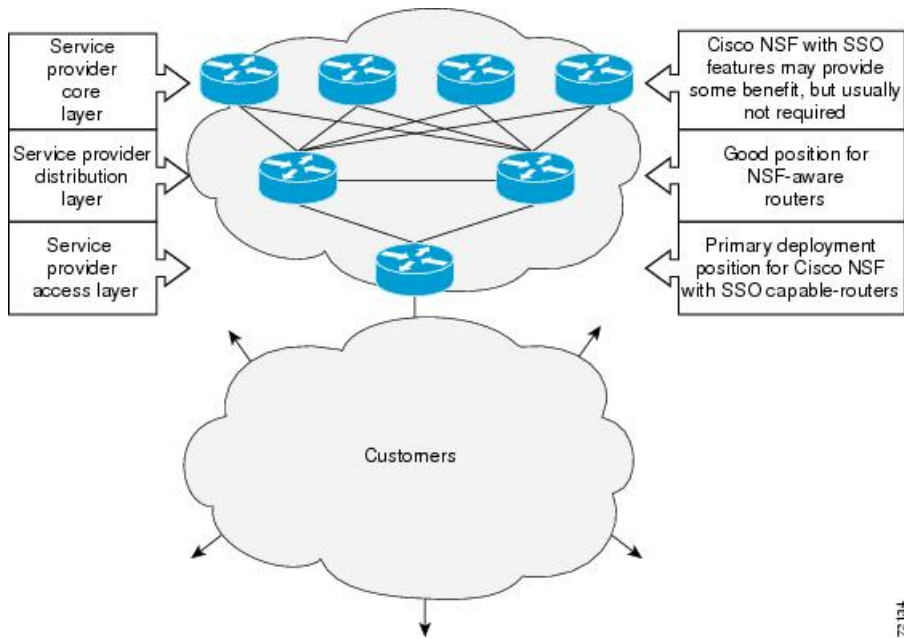 Service
provider
core
layer
Cisco NSF with SSO
features may provide
some benefit, but usually
not required
Service provider
distribution
layer
Good position for
NSF-aware
routers
Service
provider
access layer
Primary deployment
position for Cisco NSF
with SSO capable-routers
Customers
72134